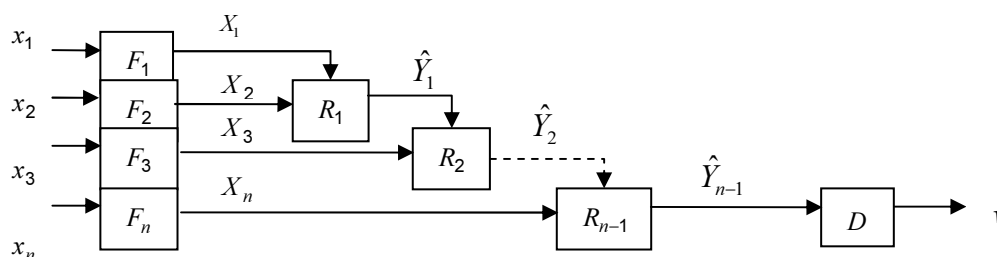 x₁ F₁ X₁
x₂ F₂ X₂ R₁ Ŷ₁
x₃ F₃ X₃ R₂ Ŷ₂
xₙ Fₙ Xₙ Rₙ₋₁ Ŷₙ₋₁ D